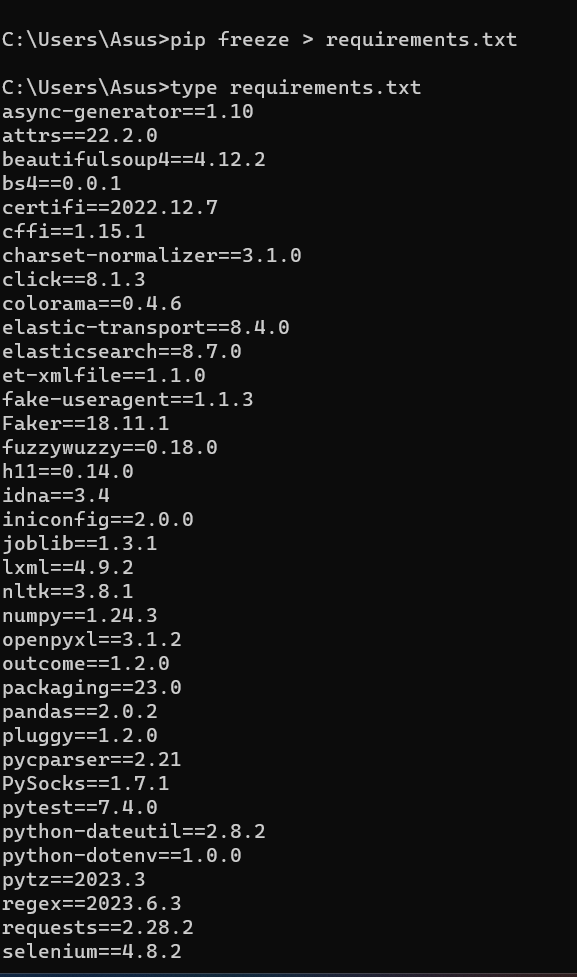 C:\Users\Asus>pip freeze > requirements.txt
C:\Users\Asus>type requirements.txt
async-generator==1.10
attrs==22.2.0
beautifulsoup4==4.12.2
bs4==0.0.1
certifi==2022.12.7
cffi==1.15.1
charset-normalizer==3.1.0
click==8.1.3
colorama==0.4.6
elastic-transport==8.4.0
elasticsearch==8.7.0
et-xmlfile==1.1.0
fake-useragent==1.1.3
Faker==18.11.1
fuzzywuzzy==0.18.0
h11==0.14.0
idna==3.4
iniconfig==2.0.0
joblib==1.3.1
lxml==4.9.2
nltk==3.8.1
numpy==1.24.3
openpyxl==3.1.2
outcome==1.2.0
packaging==23.0
pandas==2.0.2
pluggy==1.2.0
pycparser==2.21
PySocks==1.7.1
pytest==7.4.0
python-dateutil==2.8.2
python-dotenv==1.0.0
pytz==2023.3
regex==2023.6.3
requests==2.28.2
selenium==4.8.2